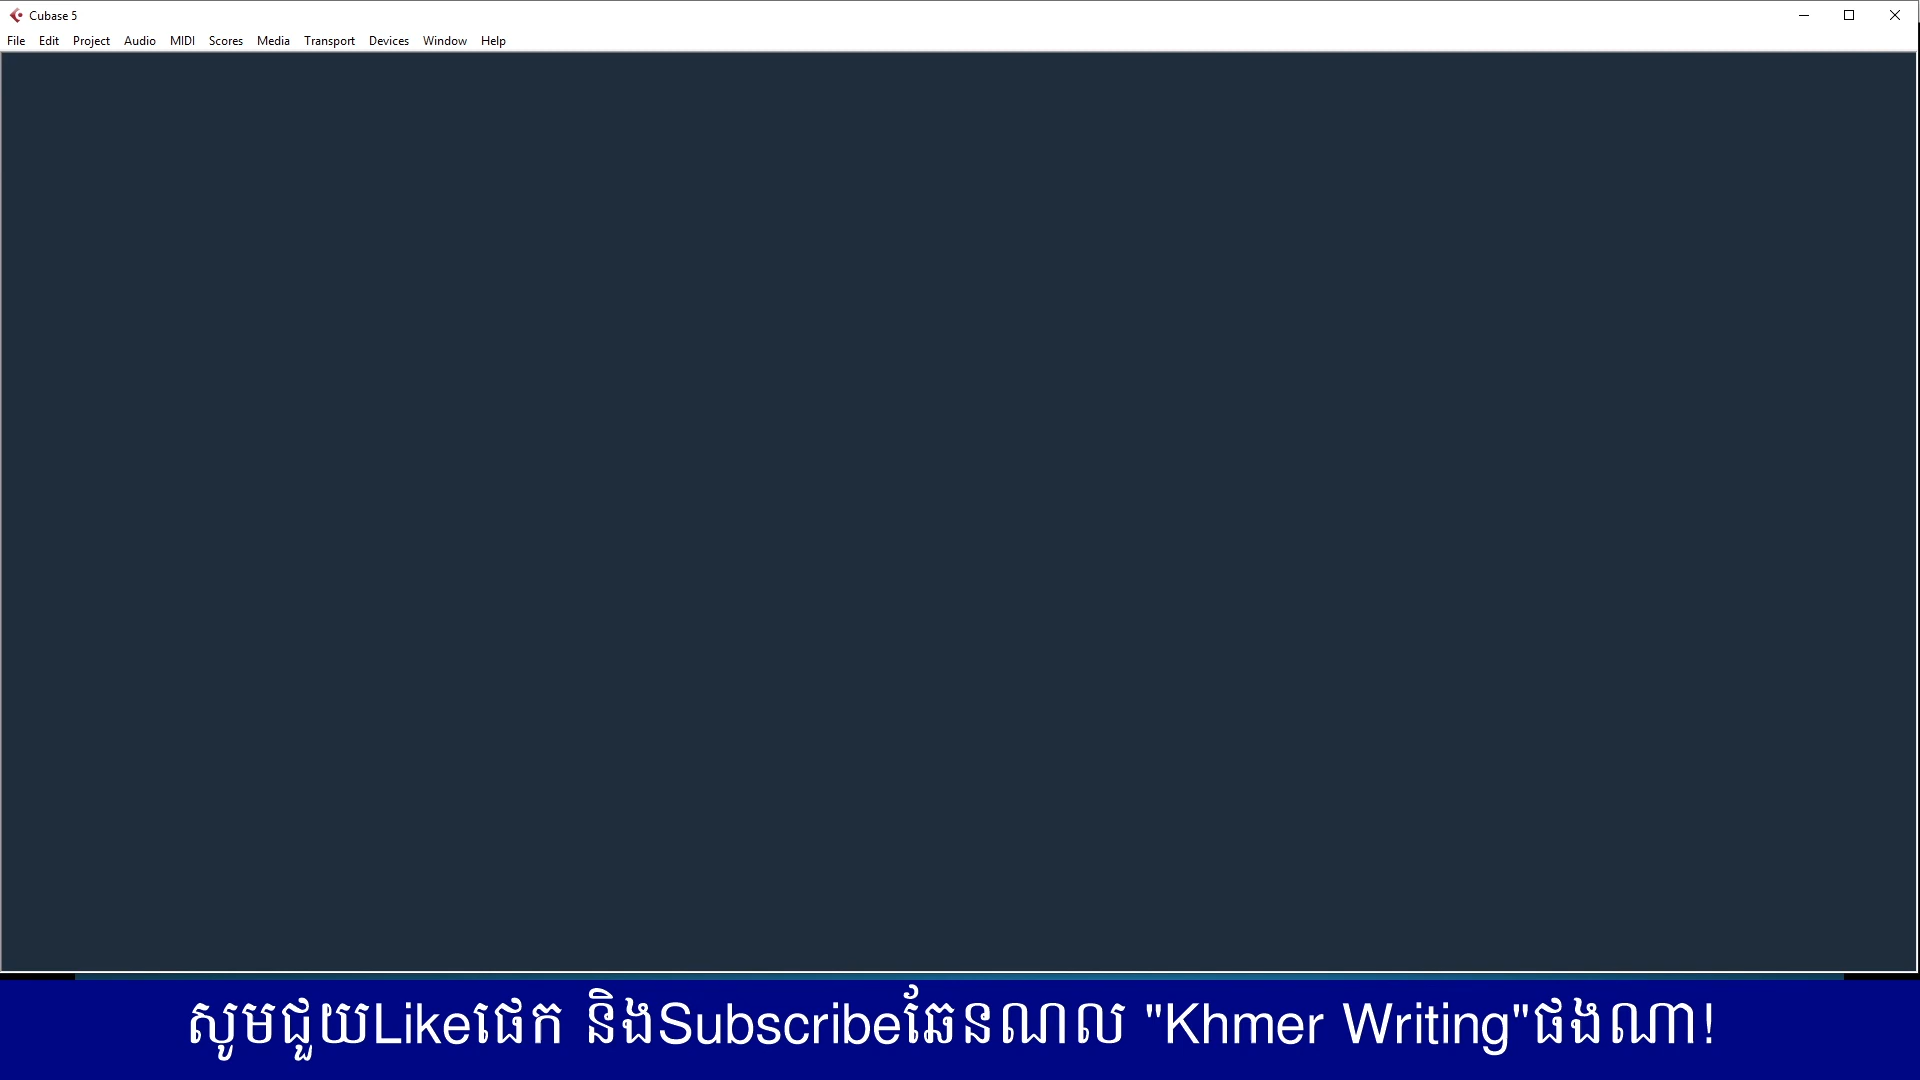 Cubase 5
File Edit Project Audio MIDI Scores Media Transport Devices Window Help
សូមជួយLikeផេក និងSubscribeឆែនណល "Khmer Writing"ផងណា!